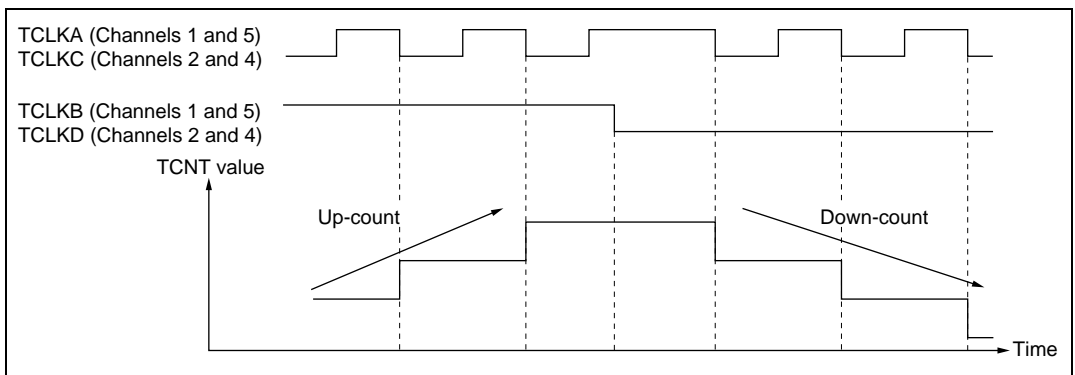 TCLKA (Channels 1 and 5)
TCLKC (Channels 2 and 4)
TCLKB (Channels 1 and 5)
TCLKD (Channels 2 and 4)
TCNT value
Up-count
Down-count
Time